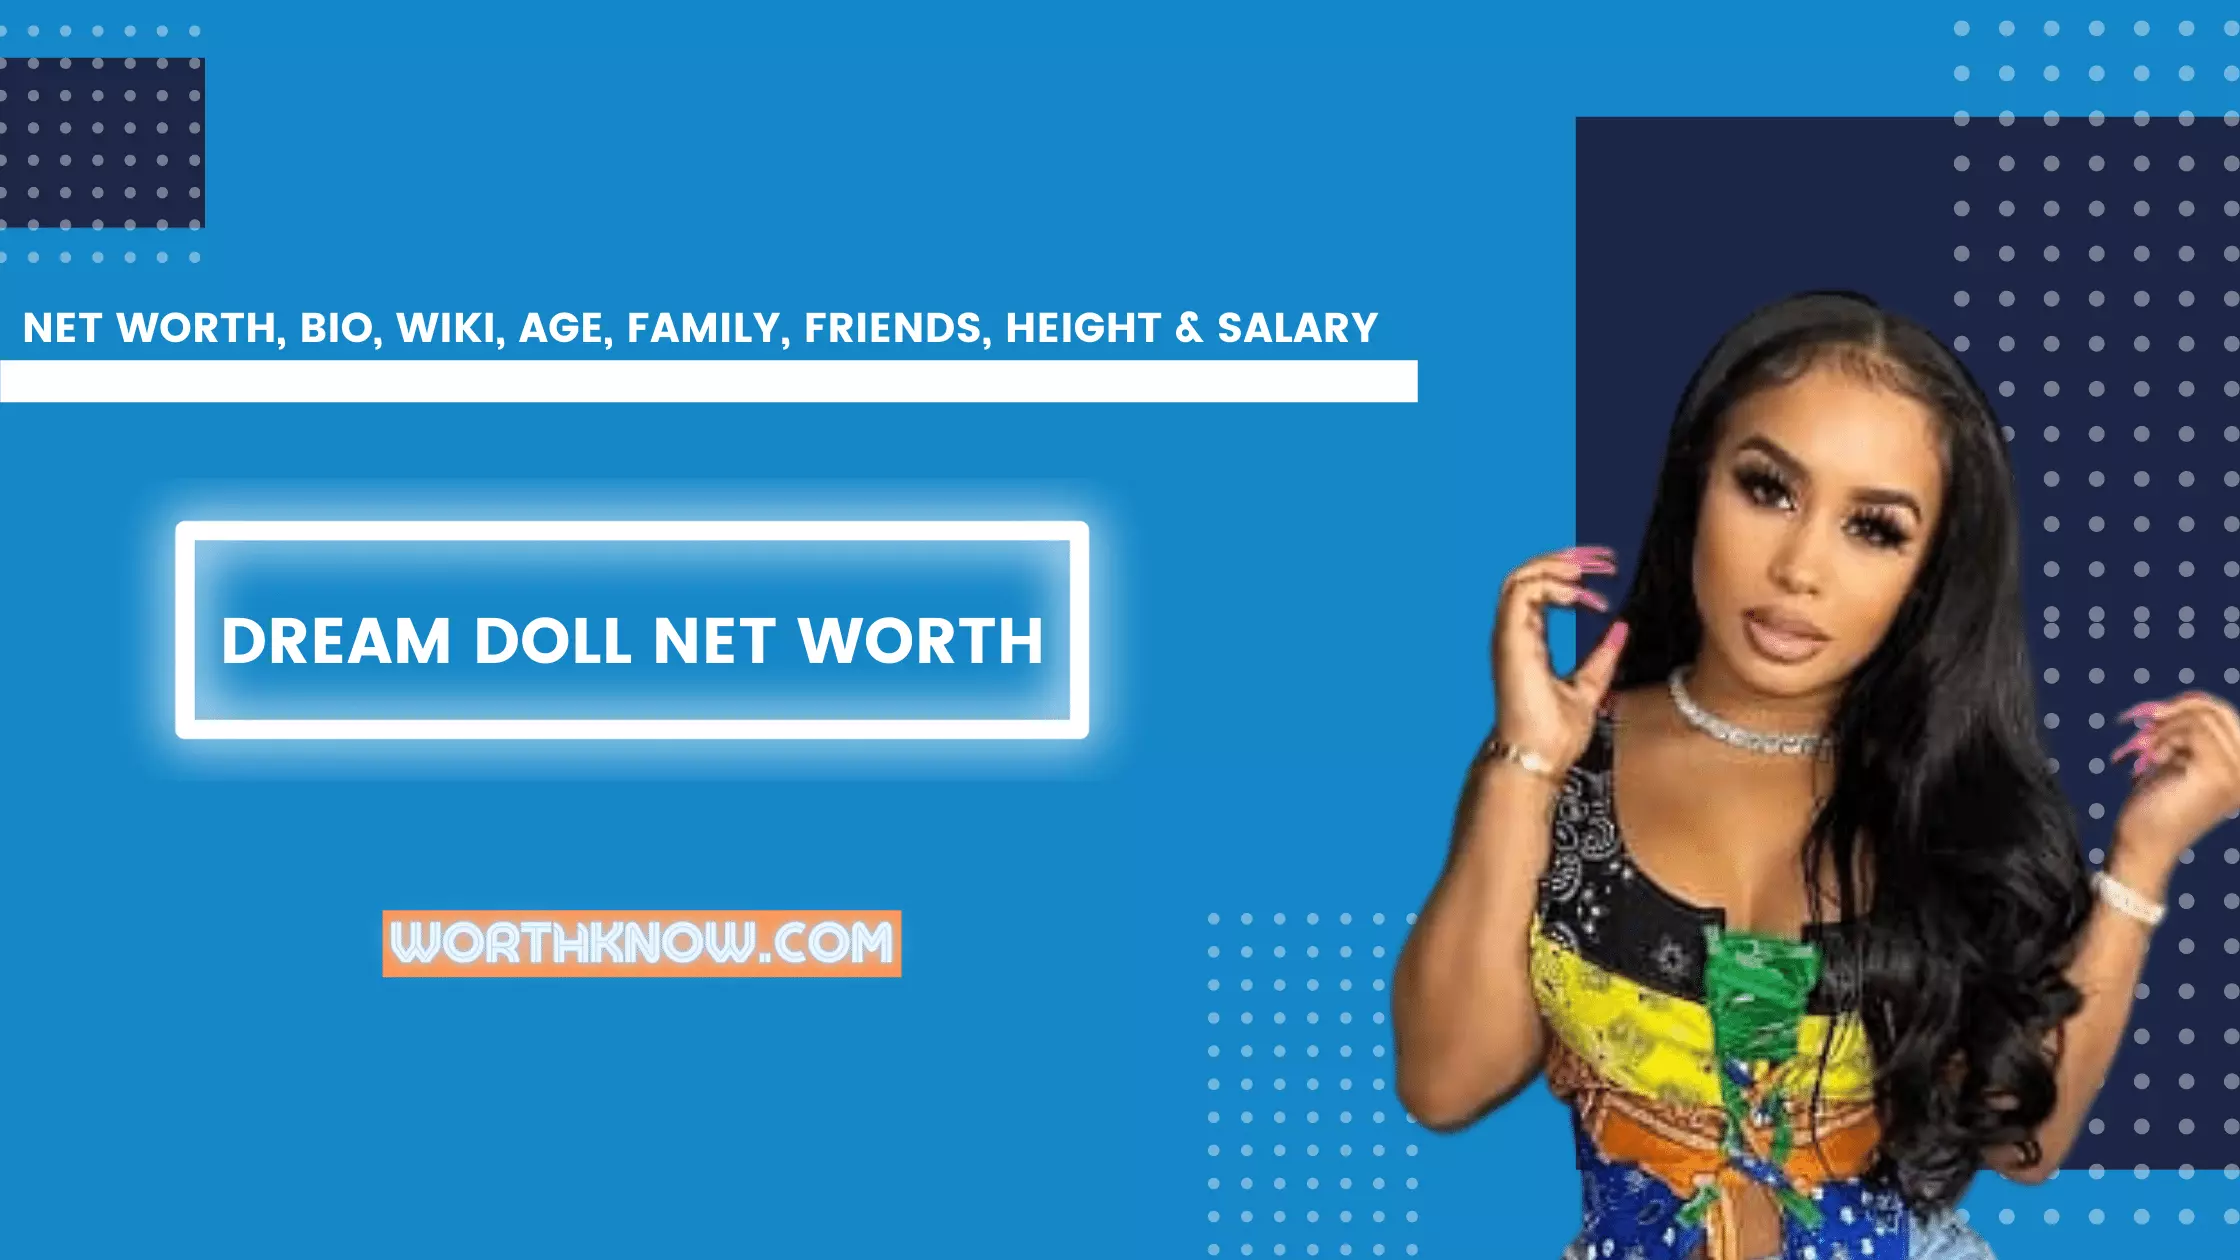 NET WORTH, BIO, WIKI, AGE, FAMILY, FRIENDS, HEIGHT & SALARY
DREAM DOLL NET WORTH
WORTHKNOW.COM